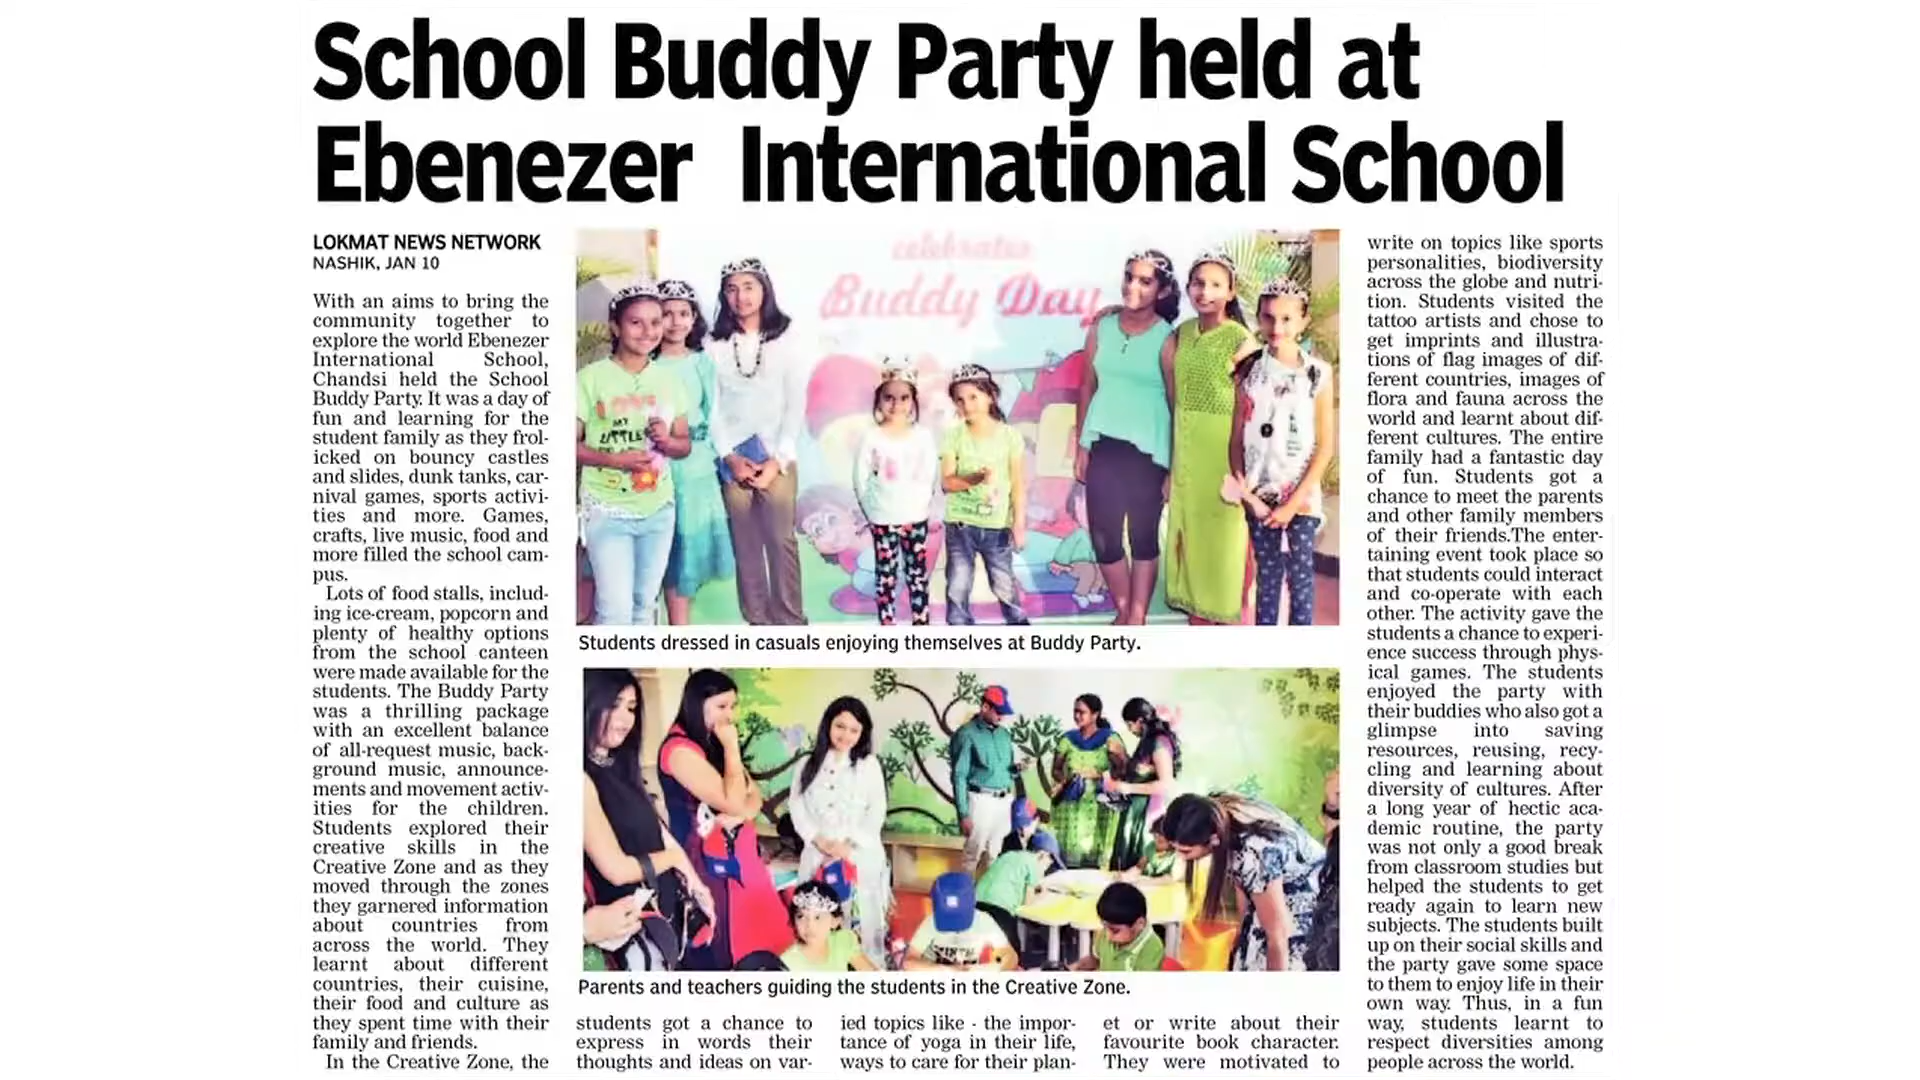 School Buddy Party held at
Ebenezer International School
LOKMAT NEWS NETWORK
NASHIK, JAN 10
With an aims to bring the
community together to
explore the world Ebenezer
International School,
Chandsi held the School
Buddy Party. It was a day of
fun and learning for the
student family as they frol-
icked on bouncy castles
and slides, dunk tanks, car-
nival games, sports activi-
ties and more. Games,
crafts, live music, food and
more filled the school cam-
pus.
Lots of food stalls, includ-
ing ice-cream, popcorn and
plenty of healthy options
from the school canteen
were made available for the
students. The Buddy Party
was a thrilling package
with an excellent balance
of all-request music, back-
ground music, announce-
ments and movement activ-
ities for the children.
Students explored their
creative skills in the
Creative Zone and as they
moved through the zones
they garnered information
about countries from
across the world. They
learnt about different
countries, their cuisine,
their food and culture as
they spent time with their
family and friends.
In the Creative Zone, the
celebrates
Buddy Day
MY
LITTLE
Students dressed in casuals enjoying themselves at Buddy Party.
Parents and teachers guiding the students in the Creative Zone.
students got a chance to
express in words their
thoughts and ideas on var-
ied topics like - the impor-
tance of yoga in their life,
ways to care for their plan-
et or write about their
favourite book character.
They were motivated to
write on topics like sports
personalities, biodiversity
across the globe and nutri-
tion. Students visited the
tattoo artists and chose to
get imprints and illustra-
tions of flag images of dif-
ferent countries, images of
flora and fauna across the
world and learnt about dif-
ferent cultures. The entire
family had a fantastic day
of fun. Students got a
chance to meet the parents
and other family members
of their friends.The enter-
taining event took place so
that students could interact
and co-operate with each
other. The activity gave the
students a chance to experi-
ence success through phys-
ical games. The students
enjoyed the party with
their buddies who also got a
glimpse into saving
resources, reusing, recy-
cling and learning about
diversity of cultures. After
a long year of hectic aca-
demic routine, the party
was not only a good break
from classroom studies but
helped the students to get
ready again to learn new
subjects. The students built
up on their social skills and
the party gave some space
to them to enjoy life in their
own way. Thus, in a fun
way, students learnt to
respect diversities among
people across the world.